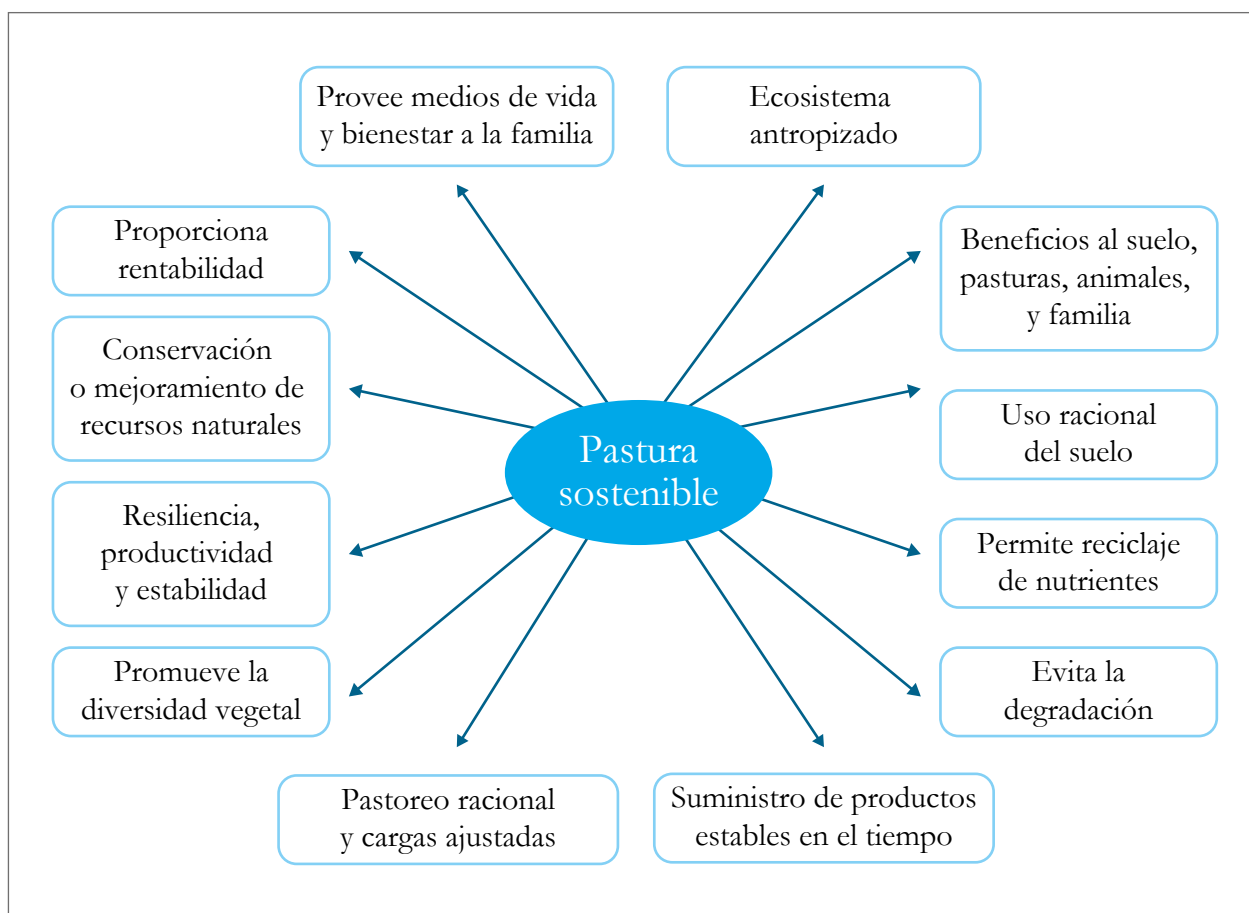 Provee medios de vida
y bienestar a la familia
Ecosistema
antropizado
Proporciona
rentabilidad
Beneficios al suelo,
pasturas, animales,
y familia
Conservación
o mejoramiento de
recursos naturales
Uso racional
del suelo
Pastura
sostenible
Resiliencia,
productividad
y estabilidad
Permite reciclaje
de nutrientes
Promueve la
diversidad vegetal
Evita la
degradación
Pastoreo racional
y cargas ajustadas
Suministro de productos
estables en el tiempo